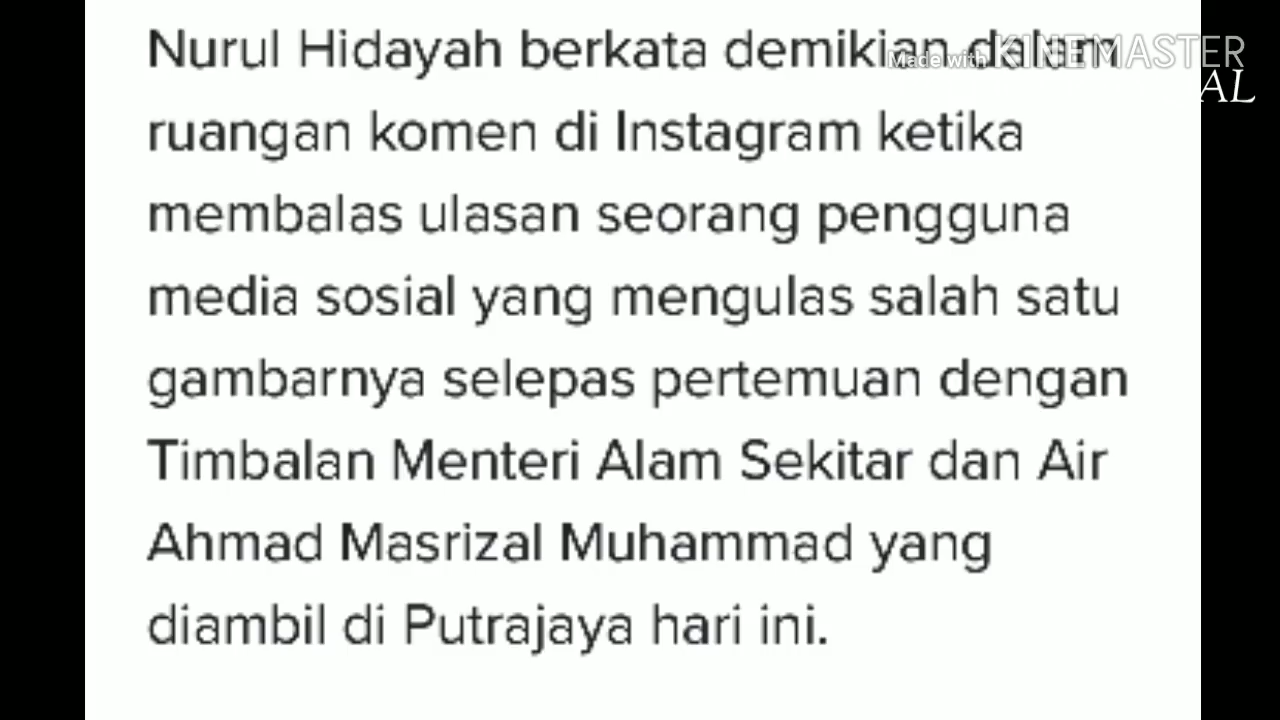 Nurul Hidayah berkata demikian dalam
Made with KINEMASTER
AL
ruangan komen di Instagram ketika
membalas ulasan seorang pengguna
media sosial yang mengulas salah satu
gambarnya selepas pertemuan dengan
Timbalan Menteri Alam Sekitar dan Air
Ahmad Masrizal Muhammad yang
diambil di Putrajaya hari ini.